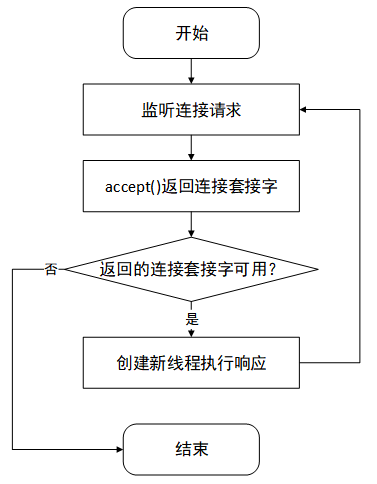 开始
监听连接请求
accept()返回连接套接字
返回的连接套接字可用？
否
是
创建新线程执行响应
结束